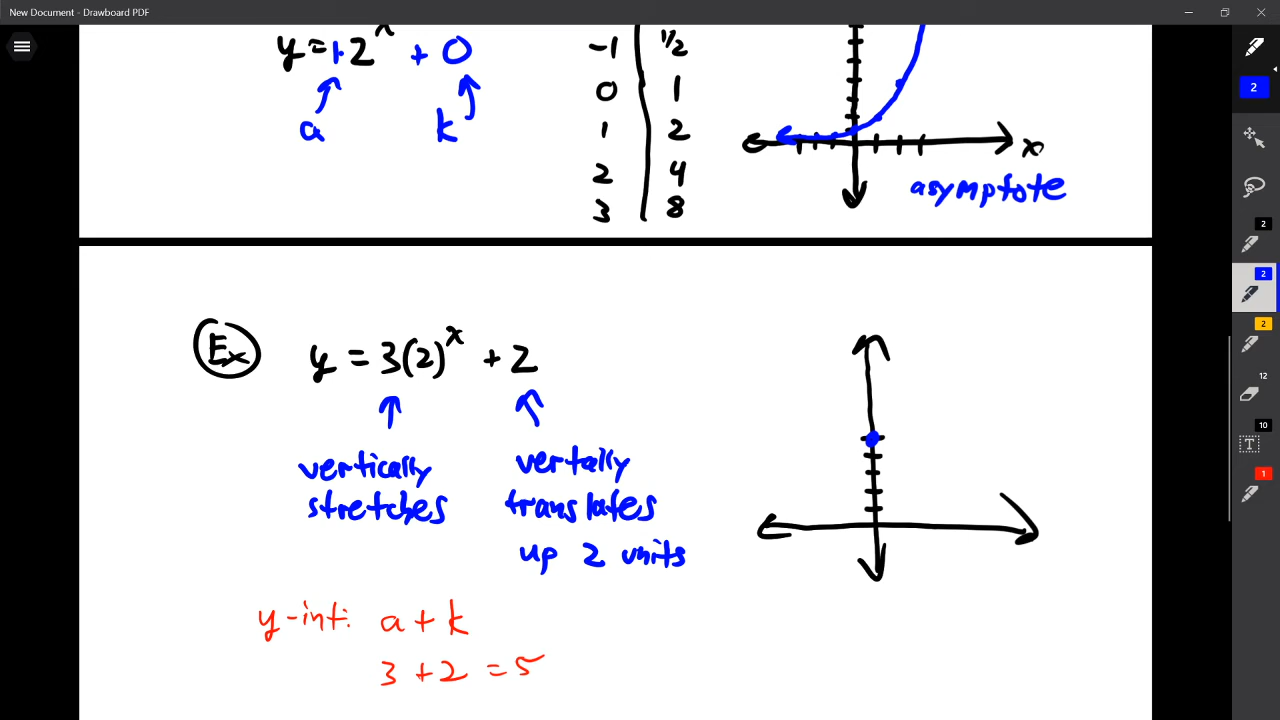 New Document - Drawboard PDF
y = 1·2^x + 0
a k
-1 | 1/2
0 | 1
1 | 2
2 | 4
3 | 8
x
asymptote
Ex y = 3(2)^x + 2
vertically
stretches
vertally
translates
up 2 units
y-int: a + k
3 + 2 = 5
2
2
2
2
12
10
T
1